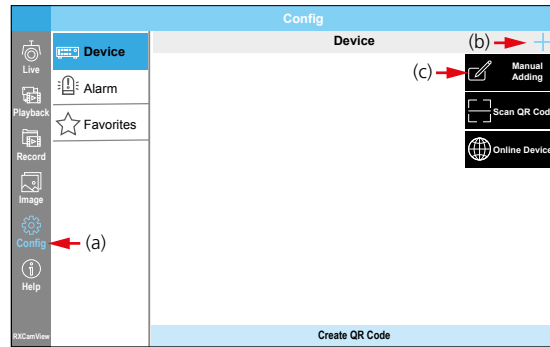 Config
Live
Playback
Record
Image
Config
Help
RXCamView
Device
Alarm
Favorites
Device
(a)
(b)
(c)
Manual
Adding
Scan QR Cod
Online Device
Create QR Code